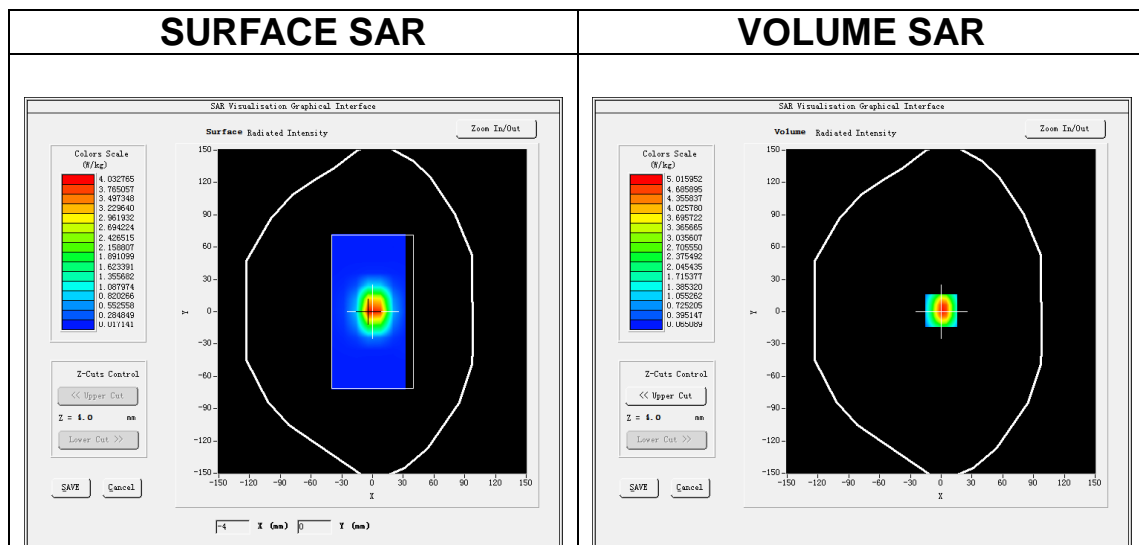 SURFACE SAR
VOLUME SAR
SAR Visualisation Graphical Interface
Surface Radiated Intensity
Zoom In/Out
Colors Scale
(W/kg)
4.032765
3.765057
3.497348
3.229640
2.961932
2.694224
2.426515
2.158807
1.891099
1.623391
1.355682
1.087974
0.820266
0.552558
0.284849
0.017141
Z-Cuts Control
<< Upper Cut
Z = 4.0 mm
Lower Cut >>
SAVE Cancel
150
120
90
60
30
0
-30
-60
-90
-120
-150
Y
-150 -120 -90 -60 -30 0 30 60 90 120 150
X
-4 X (mm) 0 Y (mm)
SAR Visualisation Graphical Interface
Volume Radiated Intensity
Zoom In/Out
Colors Scale
(W/kg)
5.015952
4.685895
4.355837
4.025780
3.695722
3.365665
3.035607
2.705550
2.375492
2.045435
1.715377
1.385320
1.055262
0.725205
0.395147
0.065089
Z-Cuts Control
<< Upper Cut
Z = 4.0 mm
Lower Cut >>
SAVE Cancel
150
120
90
60
30
0
-30
-60
-90
-120
-150
Y
-150 -120 -90 -60 -30 0 30 60 90 120 150
X